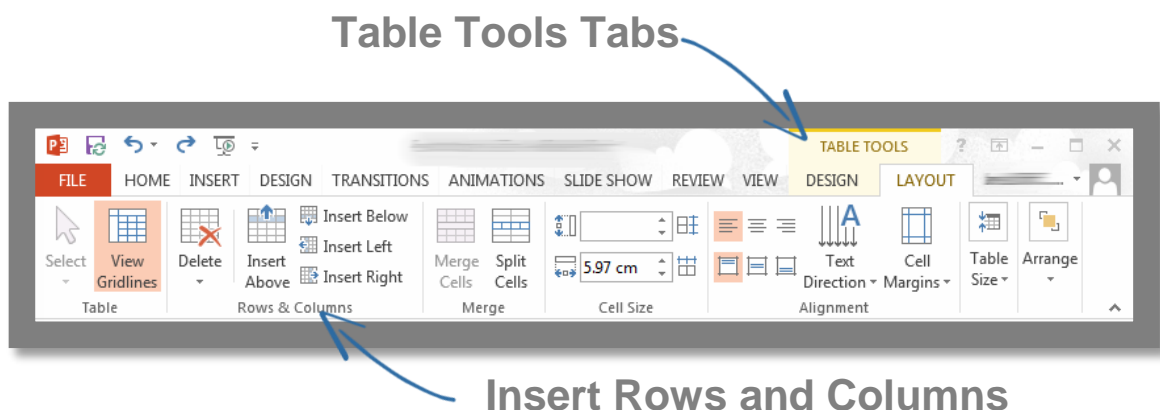 Table Tools Tabs
TABLE TOOLS ?
FILE HOME INSERT DESIGN TRANSITIONS ANIMATIONS SLIDE SHOW REVIEW VIEW DESIGN LAYOUT
Select
View
Gridlines
Table
Delete
Insert
Above
Insert Below
Insert Left
Insert Right
Rows & Columns
Merge
Cells
Split
Cells
Merge
5.97 cm
Cell Size
A
Text
Direction
Cell
Margins
Alignment
Table
Size
Arrange
Insert Rows and Columns